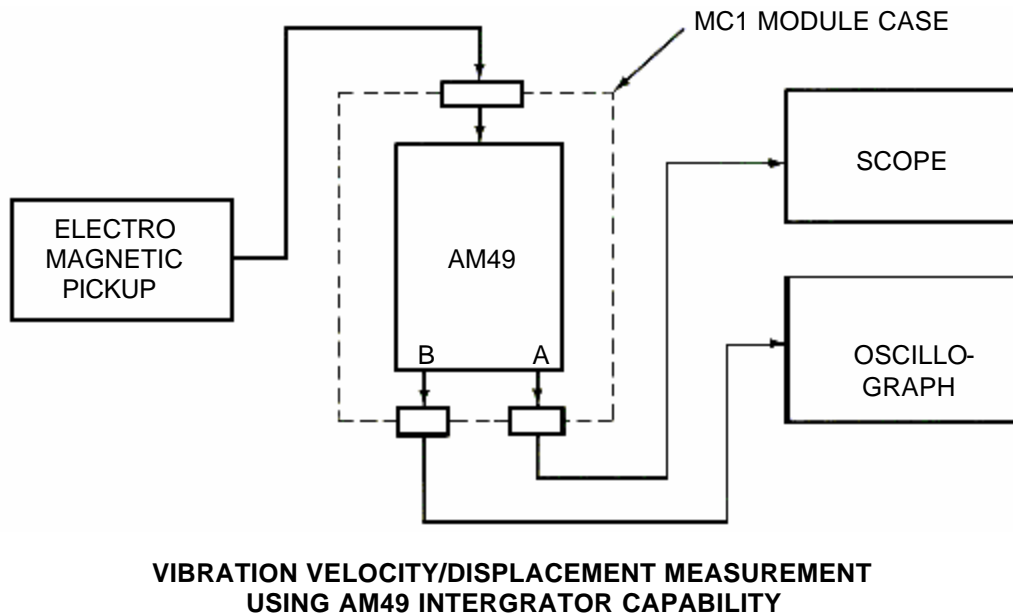 MC1 MODULE CASE
SCOPE
ELECTRO
MAGNETIC
PICKUP
AM49
B
A
OSCILLO-
GRAPH
VIBRATION VELOCITY/DISPLACEMENT MEASUREMENT
USING AM49 INTERGRATOR CAPABILITY